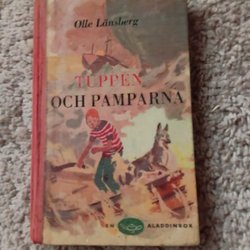 Olle Länsberg
TUPPEN
OCH PAMPARNA
EN ALADDINBOK